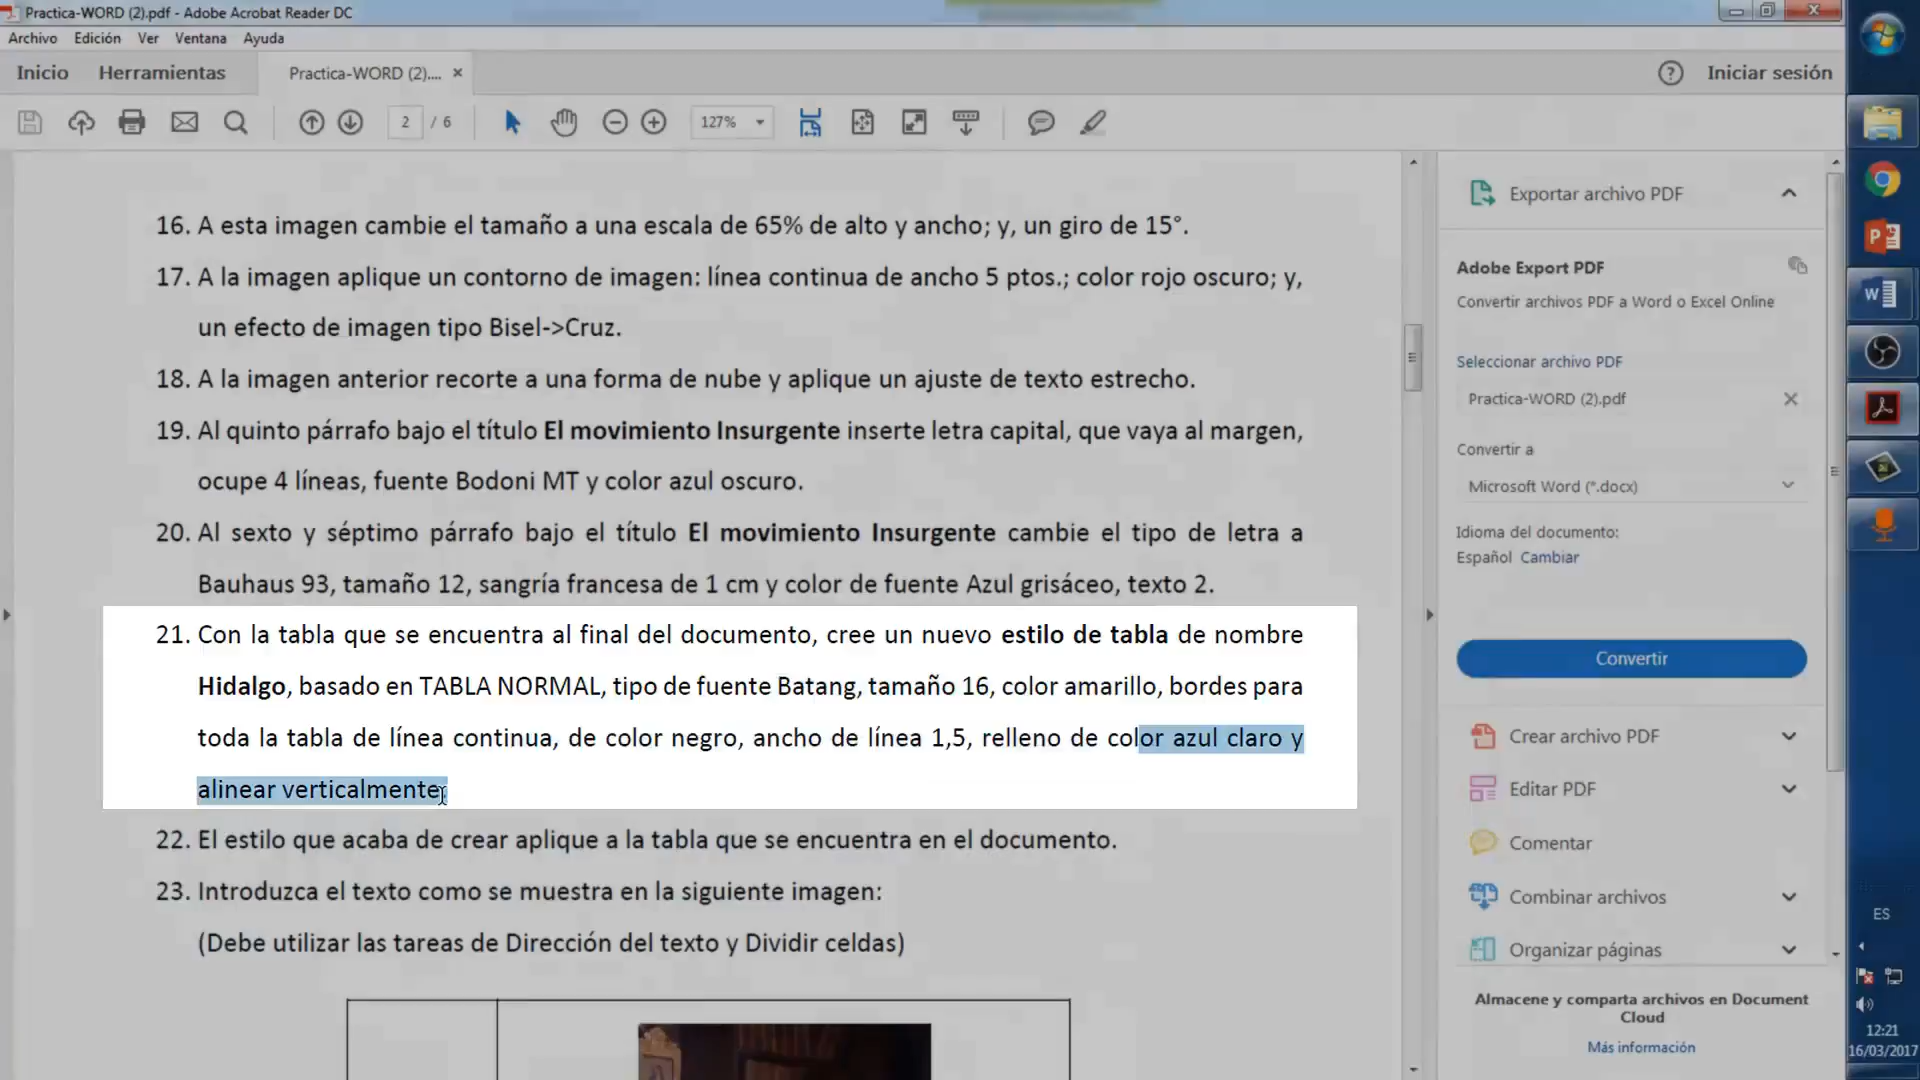 Practica-WORD (2).pdf - Adobe Acrobat Reader DC
Archivo Edición Ver Ventana Ayuda
Inicio Herramientas Practica-WORD (2).... × ? Iniciar sesión
2 / 6 127%
16. A esta imagen cambie el tamaño a una escala de 65% de alto y ancho; y, un giro de 15°.
17. A la imagen aplique un contorno de imagen: línea continua de ancho 5 ptos.; color rojo oscuro; y,
un efecto de imagen tipo Bisel->Cruz.
18. A la imagen anterior recorte a una forma de nube y aplique un ajuste de texto estrecho.
19. Al quinto párrafo bajo el título El movimiento Insurgente inserte letra capital, que vaya al margen,
ocupe 4 líneas, fuente Bodoni MT y color azul oscuro.
20. Al sexto y séptimo párrafo bajo el título El movimiento Insurgente cambie el tipo de letra a
Bauhaus 93, tamaño 12, sangría francesa de 1 cm y color de fuente Azul grisáceo, texto 2.
21. Con la tabla que se encuentra al final del documento, cree un nuevo estilo de tabla de nombre
Hidalgo, basado en TABLA NORMAL, tipo de fuente Batang, tamaño 16, color amarillo, bordes para
toda la tabla de línea continua, de color negro, ancho de línea 1,5, relleno de color azul claro y
alinear verticalmente.
22. El estilo que acaba de crear aplique a la tabla que se encuentra en el documento.
23. Introduzca el texto como se muestra en la siguiente imagen:
(Debe utilizar las tareas de Dirección del texto y Dividir celdas)
Exportar archivo PDF
Adobe Export PDF
Convertir archivos PDF a Word o Excel Online
Seleccionar archivo PDF
Practica-WORD (2).pdf
Convertir a
Microsoft Word (*.docx)
Idioma del documento:
Español Cambiar
Convertir
Crear archivo PDF
Editar PDF
Comentar
Combinar archivos
Organizar páginas
Almacene y comparta archivos en Document
Cloud
Más información
ES
12:21
16/03/2017